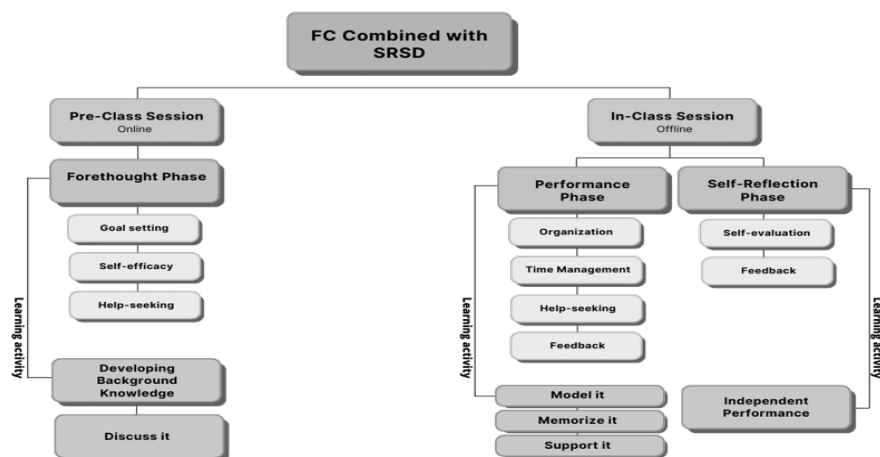 FC Combined with
SRSD
Pre-Class Session
Online
Forethought Phase
Goal setting
Self-efficacy
Help-seeking
Learning activity
Developing
Background
Knowledge
Discuss it
In-Class Session
Offline
Performance
Phase
Organization
Time Management
Help-seeking
Feedback
Learning activity
Model it
Memorize it
Support it
Self-Reflection
Phase
Self-evaluation
Feedback
Learning activity
Independent
Performance